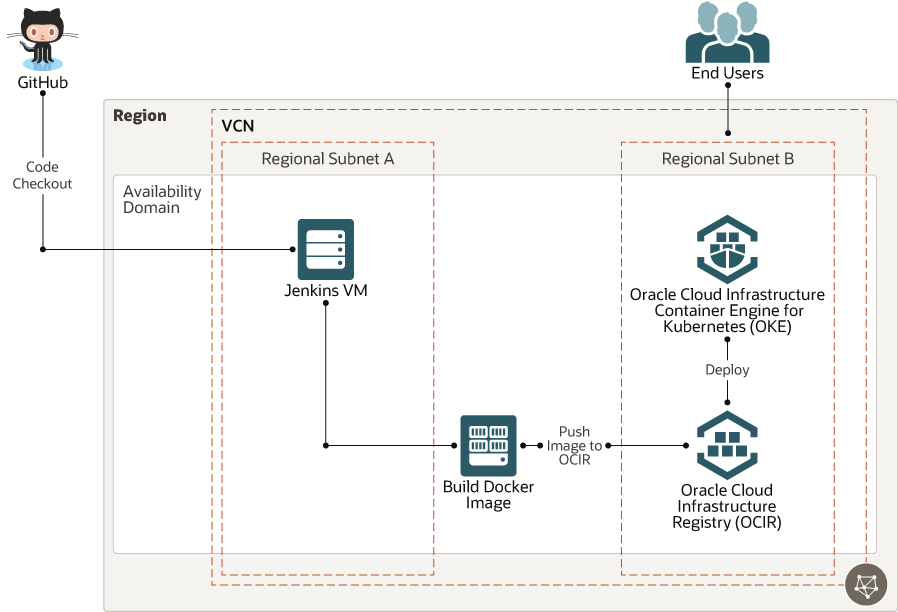 GitHub
End Users
Region
VCN
Regional Subnet A
Regional Subnet B
Code
Checkout
Availability
Domain
Jenkins VM
Oracle Cloud Infrastructure
Container Engine for
Kubernetes (OKE)
Deploy
Push
Image to
OCIR
Build Docker
Image
Oracle Cloud
Infrastructure
Registry (OCIR)